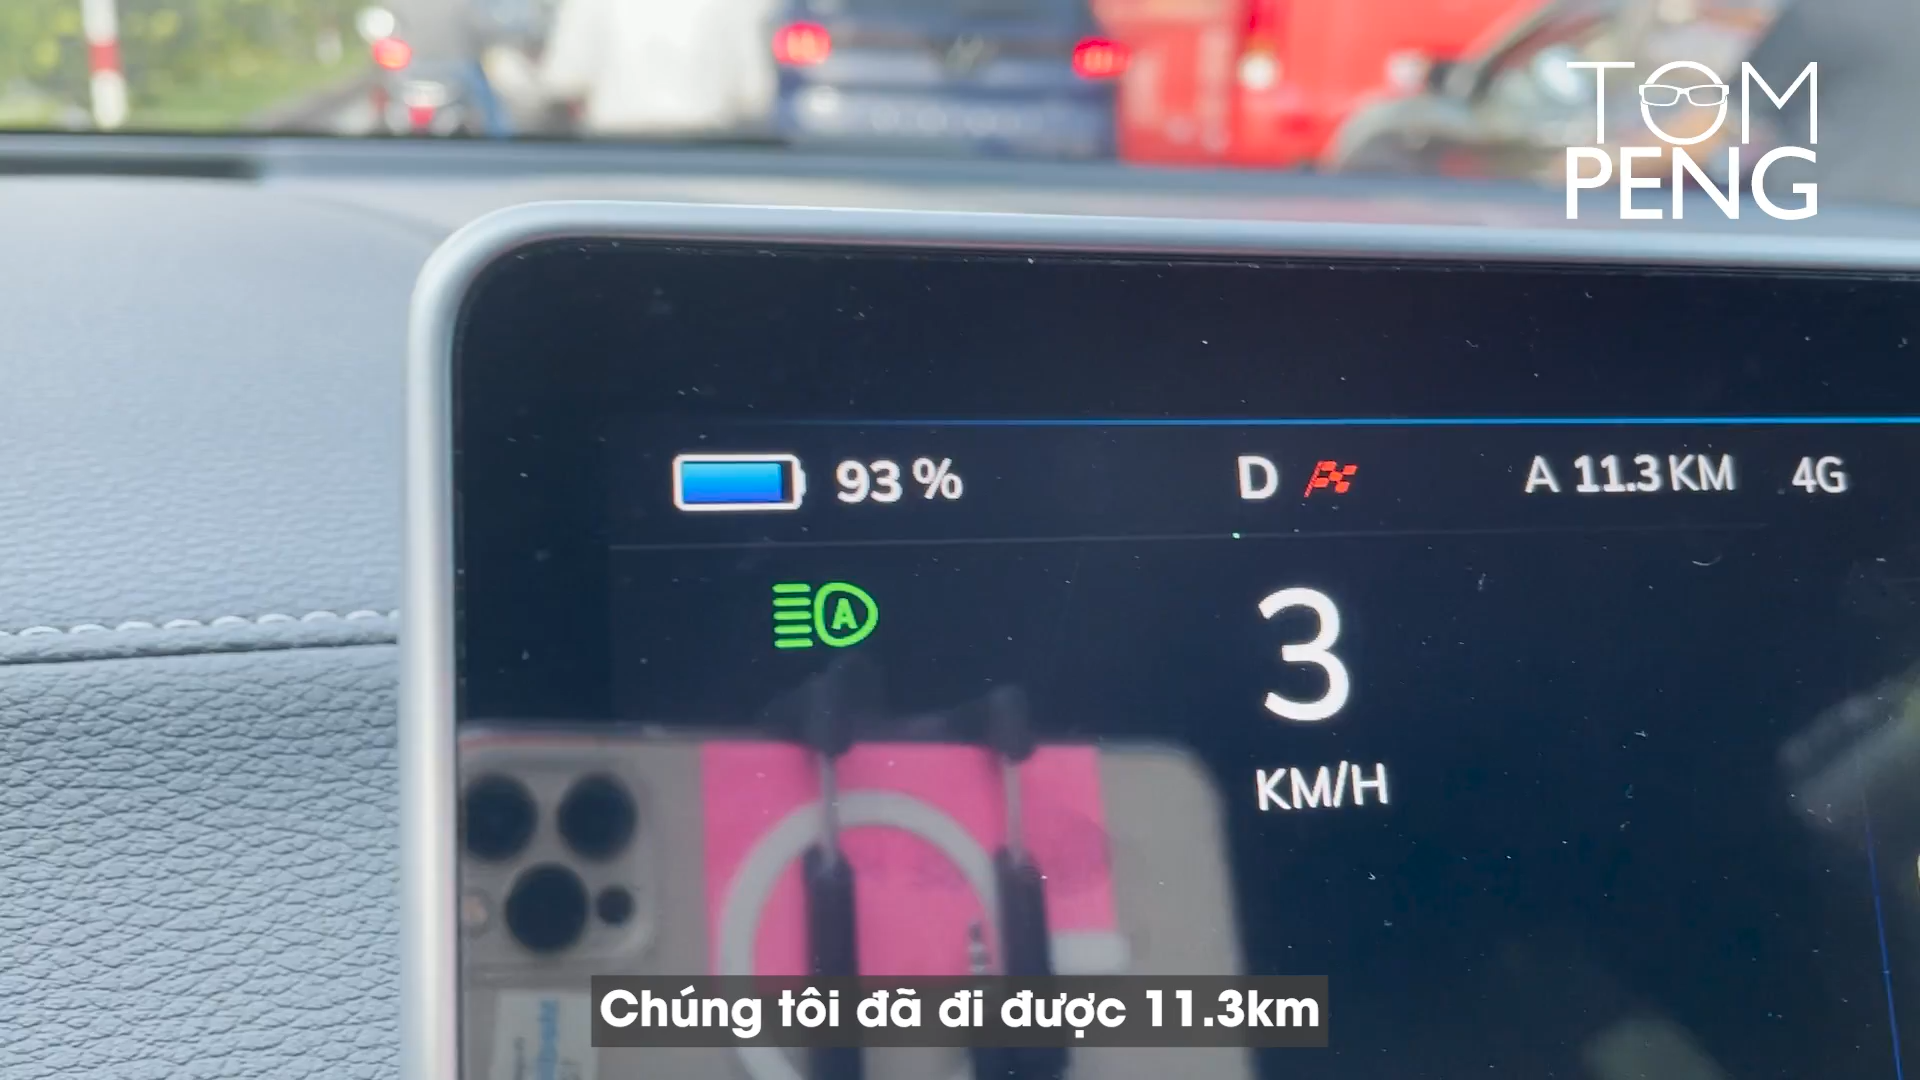 TOM
PENG
93 %
D
A 11.3 KM
4G
A
3
KM/H
Chúng tôi đã đi được 11.3km